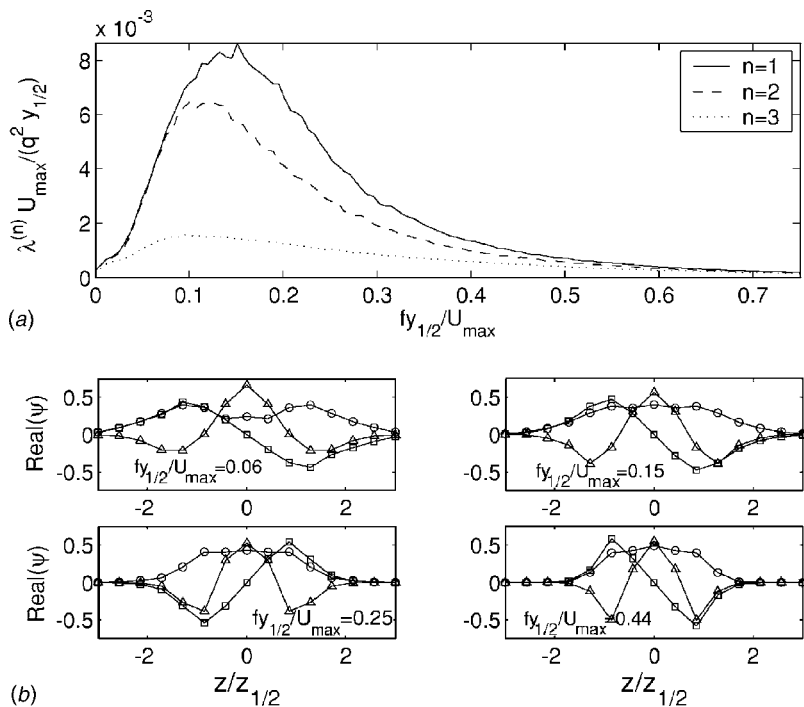 x 10⁻³
8
6
4
2
0
λ⁽ⁿ⁾ U_max/(q² y_1/2)
n=1
n=2
n=3
0 0.1 0.2 0.3 0.4 0.5 0.6 0.7
fy_1/2/U_max
(a)
0.5
0
-0.5
Real(ψ)
fy_1/2/U_max=0.06
-2 0 2
0.5
0
-0.5
Real(ψ)
fy_1/2/U_max=0.15
-2 0 2
0.5
0
-0.5
Real(ψ)
fy_1/2/U_max=0.25
-2 0 2
z/z_1/2
0.5
0
-0.5
Real(ψ)
fy_1/2/U_max=0.44
-2 0 2
z/z_1/2
(b)